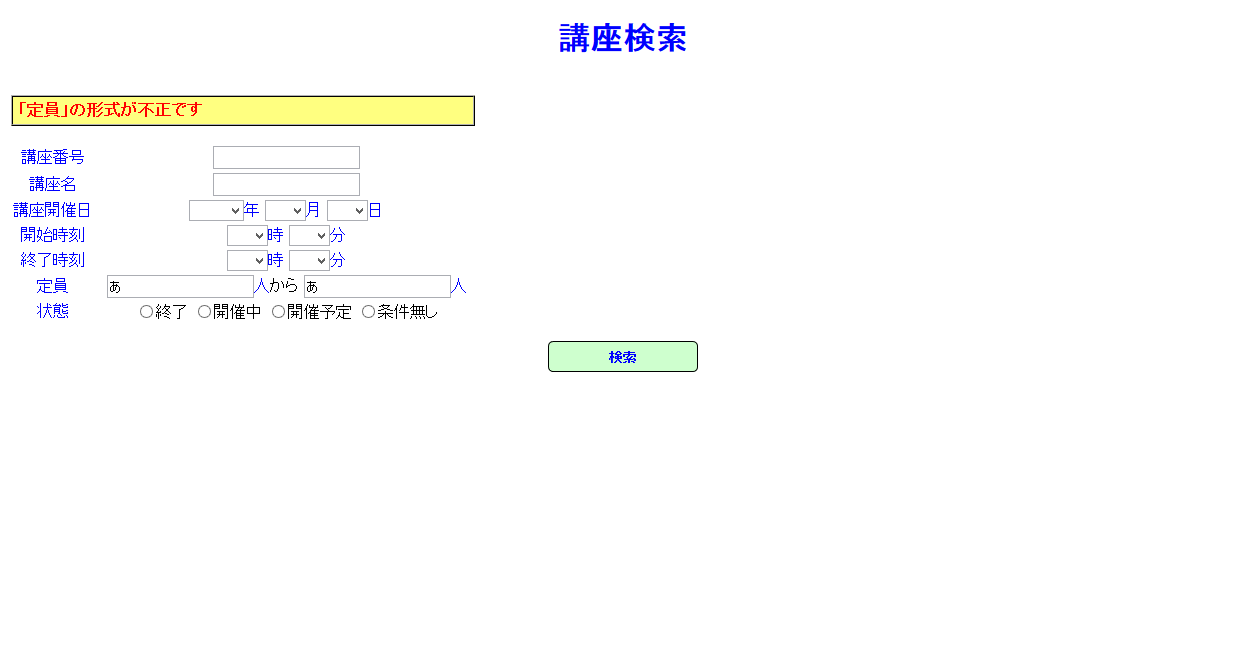 講座検索
「定員」の形式が不正です
講座番号
講座名
講座開催日 年 月 日
開始時刻 時 分
終了時刻 時 分
定員 あ 人から あ 人
状態 終了 開催中 開催予定 条件無し
検索